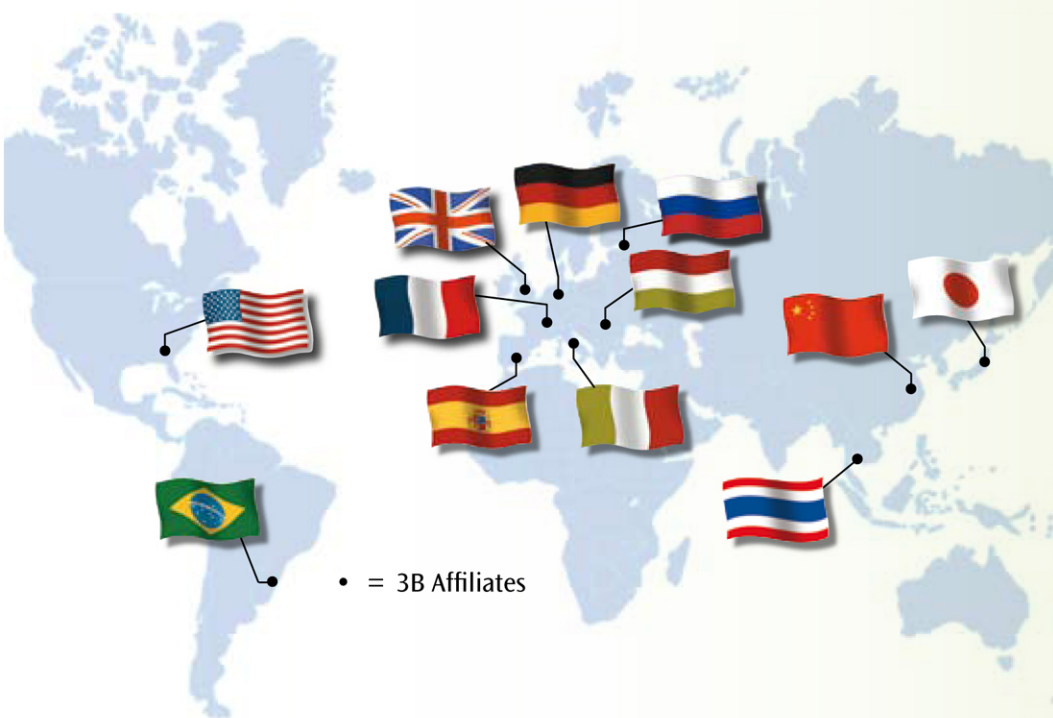 • = 3B Affiliates